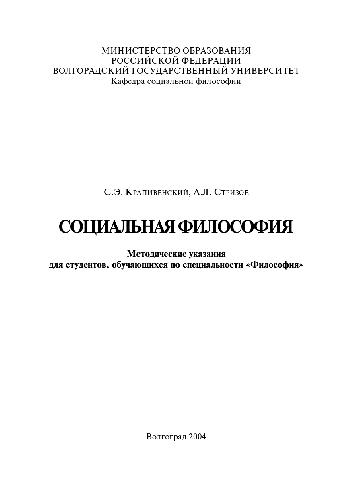 МИНИСТЕРСТВО ОБРАЗОВАНИЯ
РОССИЙСКОЙ ФЕДЕРАЦИИ
ВОЛГОГРАДСКИЙ ГОСУДАРСТВЕННЫЙ УНИВЕРСИТЕТ
Кафедра социальной философии
С.Э. Крапивенский, А.Л. Стризое
СОЦИАЛЬНАЯ ФИЛОСОФИЯ
Методические указания
для студентов, обучающихся по специальности «Философия»
Волгоград 2004